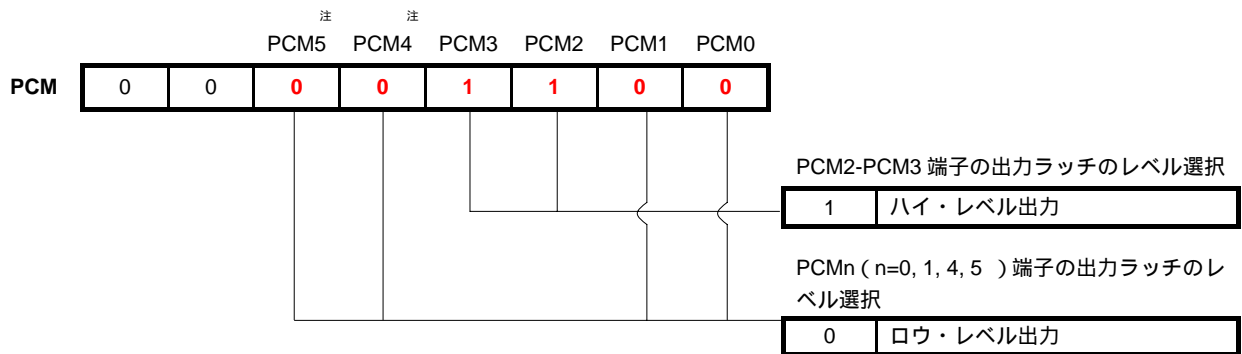 注 注
PCM5 PCM4 PCM3 PCM2 PCM1 PCM0
PCM 0 0 0 0 1 1 0 0
PCM2-PCM3 端子の出力ラッチのレベル選択
1 ハイ・レベル出力
PCMn ( n=0, 1, 4, 5 ) 端子の出力ラッチのレ
ベル選択
0 ロウ・レベル出力